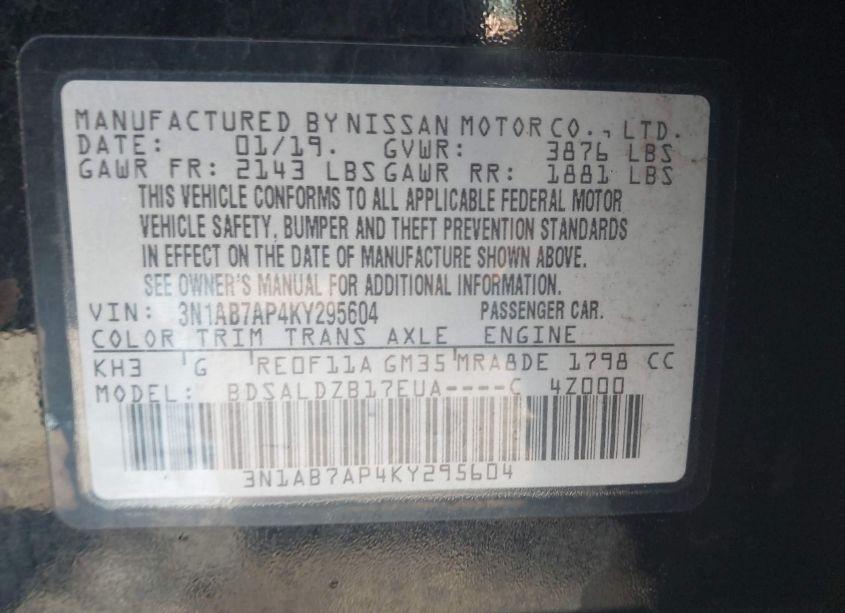 MANUFACTURED BY NISSAN MOTOR CO., LTD.
DATE: 01/19. GVWR: 3876 LBS
GAWR FR: 2143 LBS GAWR RR: 1881 LBS
THIS VEHICLE CONFORMS TO ALL APPLICABLE FEDERAL MOTOR
VEHICLE SAFETY, BUMPER AND THEFT PREVENTION STANDARDS
IN EFFECT ON THE DATE OF MANUFACTURE SHOWN ABOVE.
SEE OWNER'S MANUAL FOR ADDITIONAL INFORMATION.
VIN: 3N1AB7AP4KY295604 PASSENGER CAR.
COLOR TRIM TRANS AXLE ENGINE
KH3 G RE0F11A GM35 MRA8DE 1798 CC
MODEL: BDSALDZB17EUA----C 4Z000
3N1AB7AP4KY295604